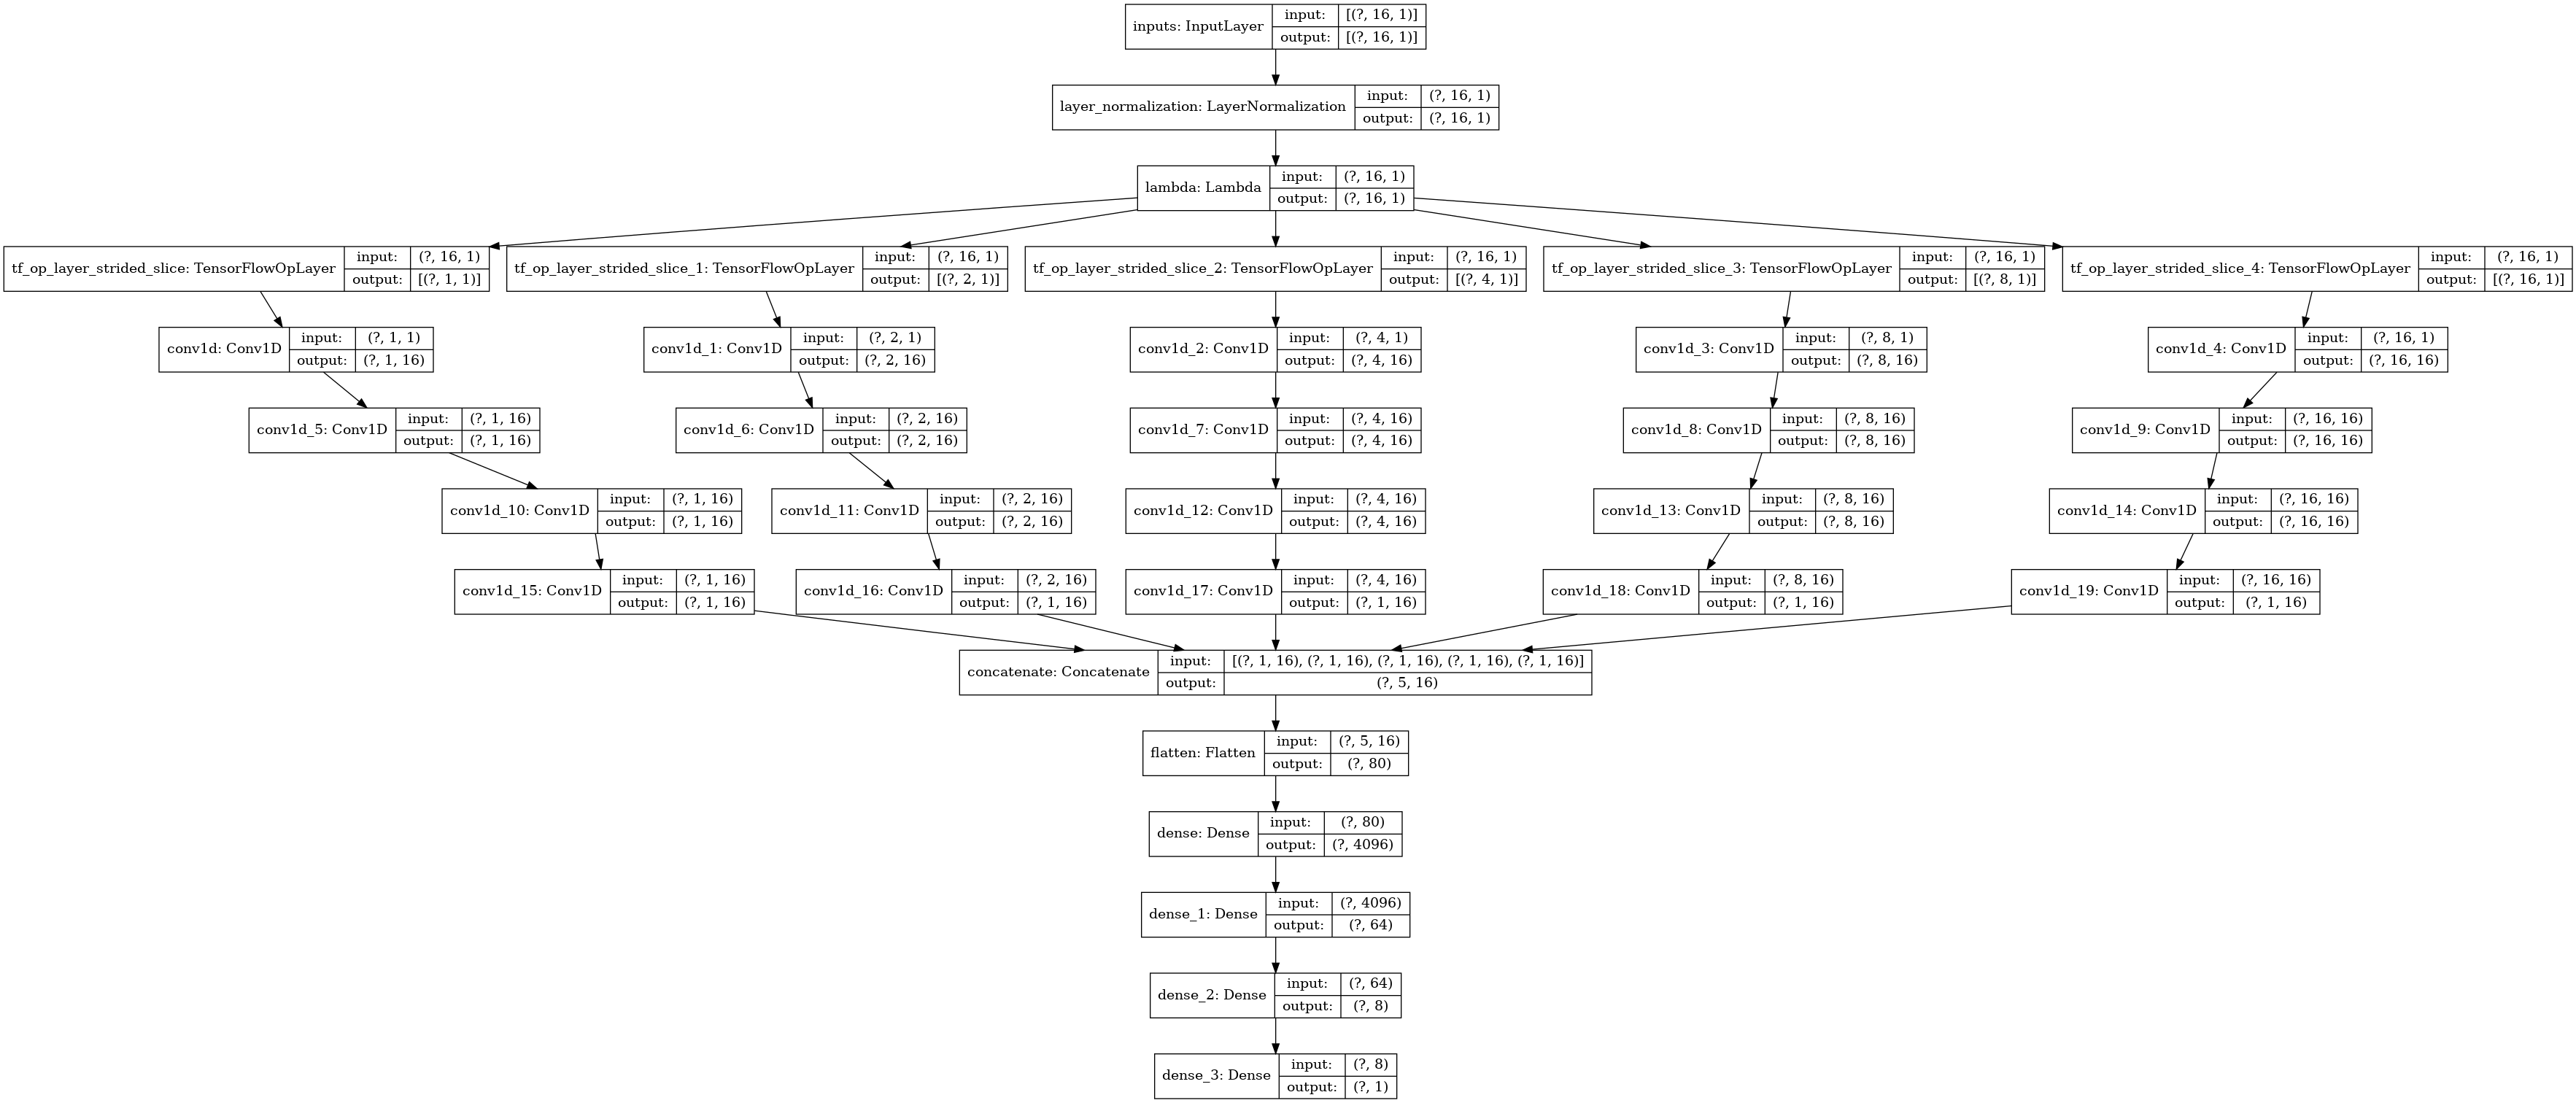 inputs: InputLayer input: [(?, 16, 1)]
output: [(?, 16, 1)]
layer_normalization: LayerNormalization input: (?, 16, 1)
output: (?, 16, 1)
lambda: Lambda input: (?, 16, 1)
output: (?, 16, 1)
tf_op_layer_strided_slice: TensorFlowOpLayer input: (?, 16, 1)
output: [(?, 1, 1)]
tf_op_layer_strided_slice_1: TensorFlowOpLayer input: (?, 16, 1)
output: [(?, 2, 1)]
tf_op_layer_strided_slice_2: TensorFlowOpLayer input: (?, 16, 1)
output: [(?, 4, 1)]
tf_op_layer_strided_slice_3: TensorFlowOpLayer input: (?, 16, 1)
output: [(?, 8, 1)]
tf_op_layer_strided_slice_4: TensorFlowOpLayer input: (?, 16, 1)
output: [(?, 16, 1)]
conv1d: Conv1D input: (?, 1, 1)
output: (?, 1, 16)
conv1d_1: Conv1D input: (?, 2, 1)
output: (?, 2, 16)
conv1d_2: Conv1D input: (?, 4, 1)
output: (?, 4, 16)
conv1d_3: Conv1D input: (?, 8, 1)
output: (?, 8, 16)
conv1d_4: Conv1D input: (?, 16, 1)
output: (?, 16, 16)
conv1d_5: Conv1D input: (?, 1, 16)
output: (?, 1, 16)
conv1d_6: Conv1D input: (?, 2, 16)
output: (?, 2, 16)
conv1d_7: Conv1D input: (?, 4, 16)
output: (?, 4, 16)
conv1d_8: Conv1D input: (?, 8, 16)
output: (?, 8, 16)
conv1d_9: Conv1D input: (?, 16, 16)
output: (?, 16, 16)
conv1d_10: Conv1D input: (?, 1, 16)
output: (?, 1, 16)
conv1d_11: Conv1D input: (?, 2, 16)
output: (?, 2, 16)
conv1d_12: Conv1D input: (?, 4, 16)
output: (?, 4, 16)
conv1d_13: Conv1D input: (?, 8, 16)
output: (?, 8, 16)
conv1d_14: Conv1D input: (?, 16, 16)
output: (?, 16, 16)
conv1d_15: Conv1D input: (?, 1, 16)
output: (?, 1, 16)
conv1d_16: Conv1D input: (?, 2, 16)
output: (?, 1, 16)
conv1d_17: Conv1D input: (?, 4, 16)
output: (?, 1, 16)
conv1d_18: Conv1D input: (?, 8, 16)
output: (?, 1, 16)
conv1d_19: Conv1D input: (?, 16, 16)
output: (?, 1, 16)
concatenate: Concatenate input: [(?, 1, 16), (?, 1, 16), (?, 1, 16), (?, 1, 16), (?, 1, 16)]
output: (?, 5, 16)
flatten: Flatten input: (?, 5, 16)
output: (?, 80)
dense: Dense input: (?, 80)
output: (?, 4096)
dense_1: Dense input: (?, 4096)
output: (?, 64)
dense_2: Dense input: (?, 64)
output: (?, 8)
dense_3: Dense input: (?, 8)
output: (?, 1)